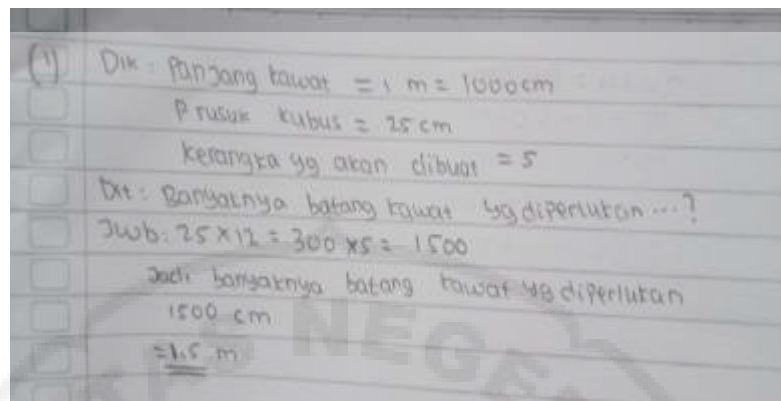 (1) Dik : Panjang kawat = 1 m = 1000cm
P rusuk kubus = 25 cm
kerangka yg akan dibuat = 5
Dit : Banyaknya batang kawat yg diperlukan ...?
Jwb : 25 x 12 = 300 x 5 = 1500
Jadi banyaknya batang kawat yg diperlukan
1500 cm
= 1,5 m
NEGE